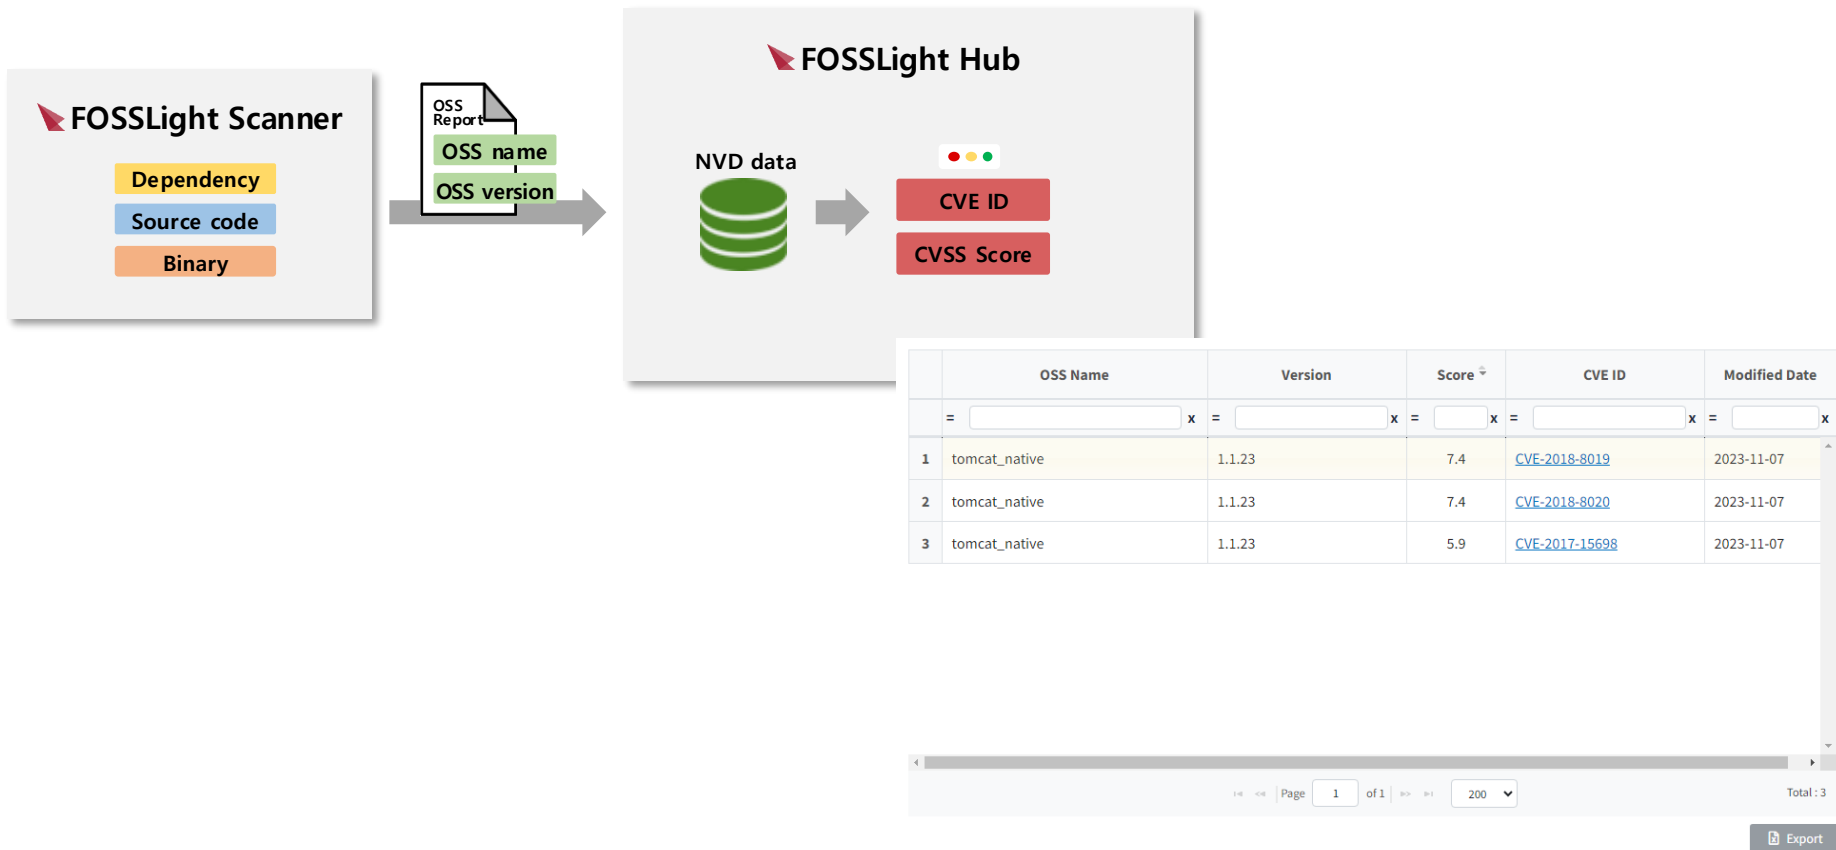 FOSSLight Scanner
Dependency
Source code
Binary
OSS
Report
OSS name
OSS version
FOSSLight Hub
NVD data
CVE ID
CVSS Score
OSS Name Version Score CVE ID Modified Date
= x = x = x = x = x
1 tomcat_native 1.1.23 7.4 CVE-2018-8019 2023-11-07
2 tomcat_native 1.1.23 7.4 CVE-2018-8020 2023-11-07
3 tomcat_native 1.1.23 5.9 CVE-2017-15698 2023-11-07
Page 1 of 1 200 Total : 3
Export